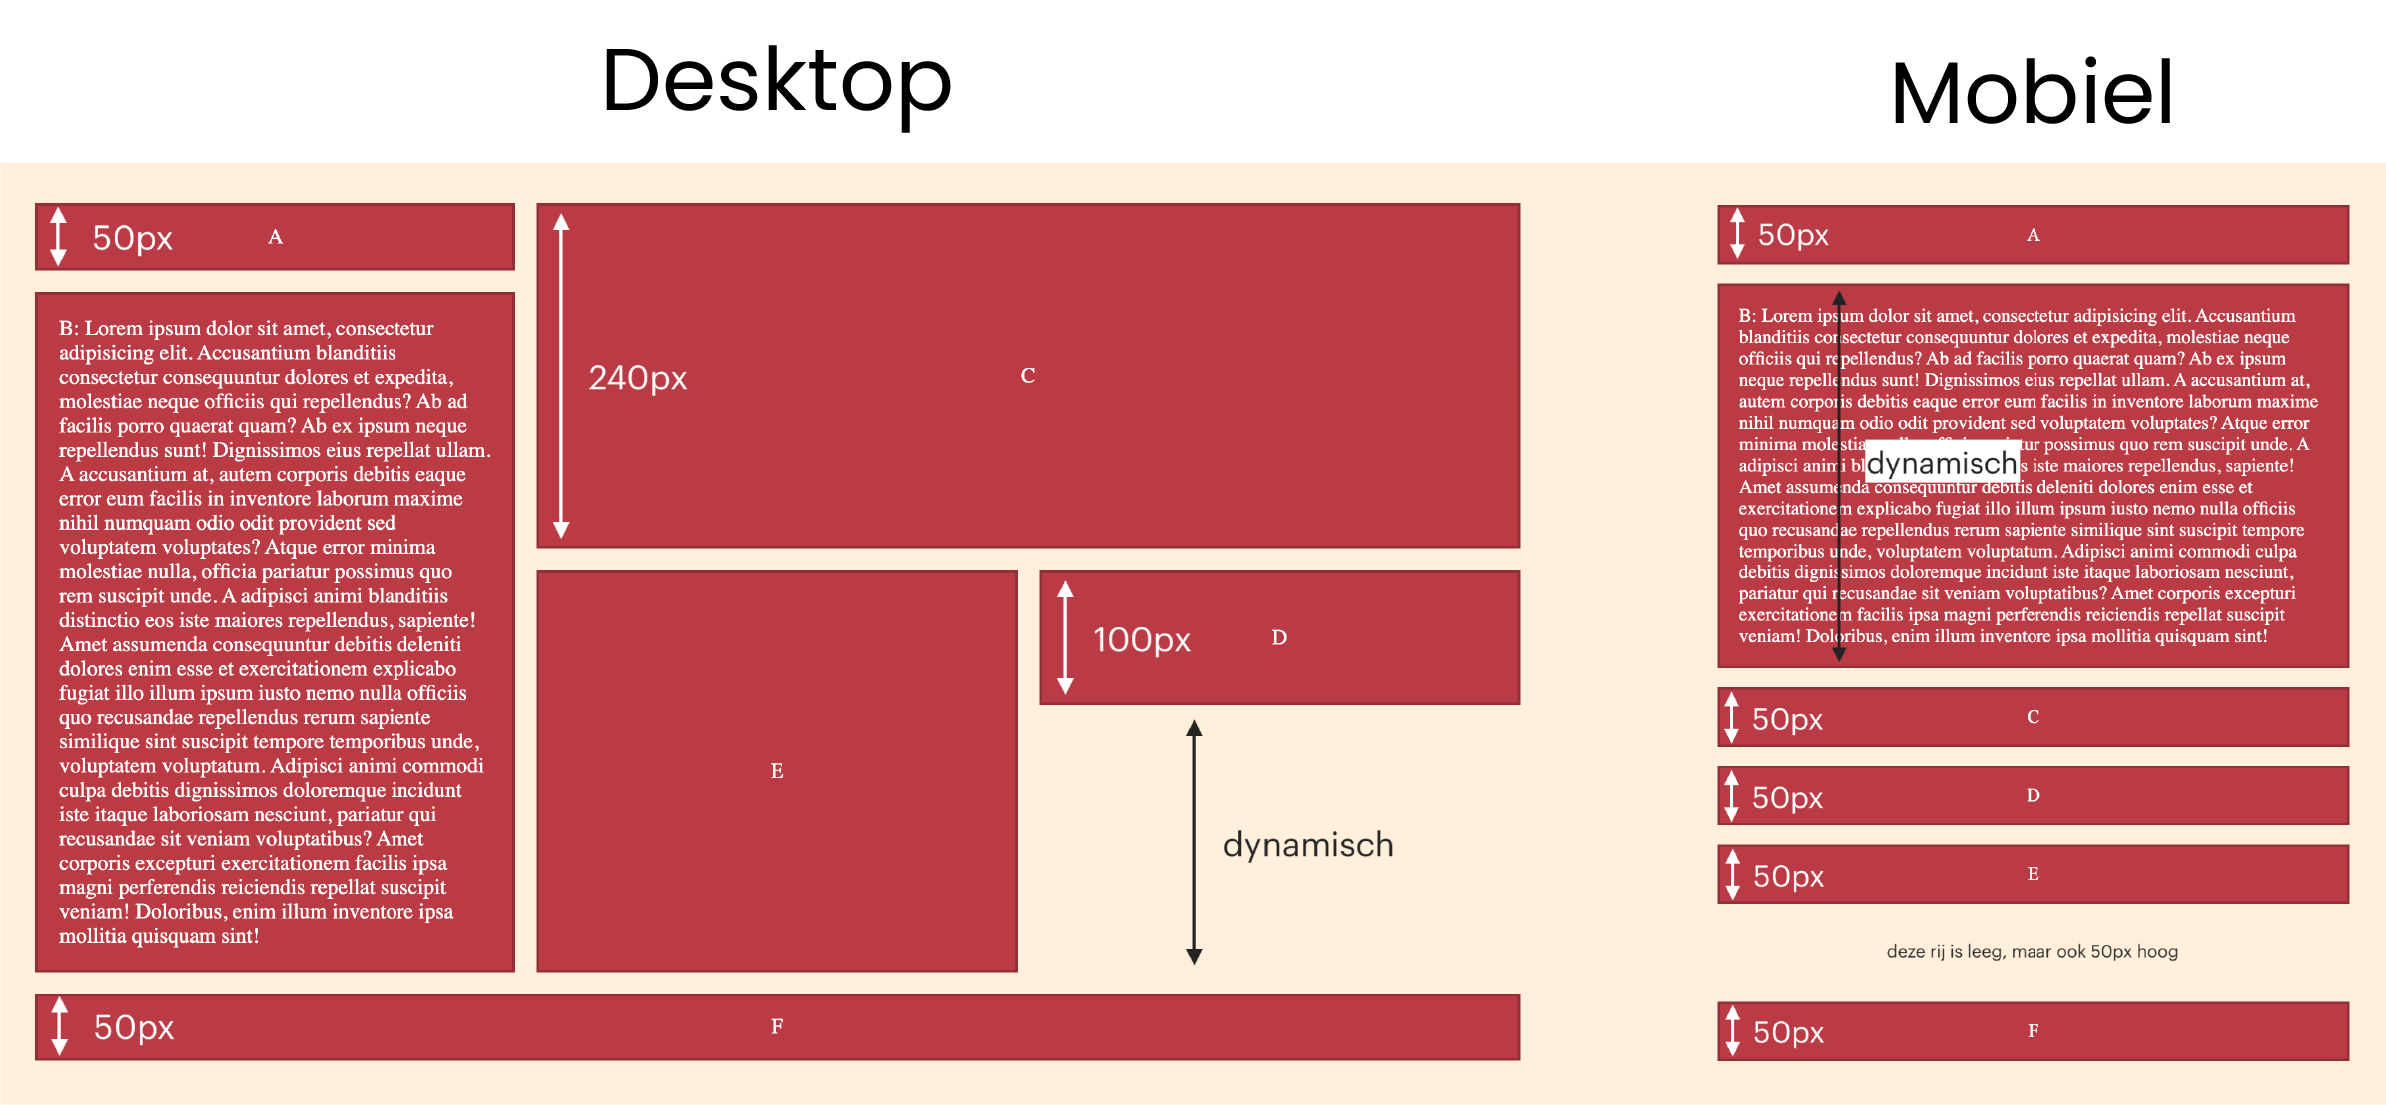 Desktop
Mobiel
50px
A
B: Lorem ipsum dolor sit amet, consectetur
adipisicing elit. Accusantium blanditiis
consectetur consequuntur dolores et expedita,
molestiae neque officiis qui repellendus? Ab ad
facilis porro quaerat quam? Ab ex ipsum neque
repellendus sunt! Dignissimos eius repellat ullam.
A accusantium at, autem corporis debitis eaque
error eum facilis in inventore laborum maxime
nihil numquam odio odit provident sed
voluptatem voluptates? Atque error minima
molestiae nulla, officia pariatur possimus quo
rem suscipit unde. A adipisci animi blanditiis
distinctio eos iste maiores repellendus, sapiente!
Amet assumenda consequuntur debitis deleniti
dolores enim esse et exercitationem explicabo
fugiat illo illum ipsum iusto nemo nulla officiis
quo recusandae repellendus rerum sapiente
similique sint suscipit tempore temporibus unde,
voluptatem voluptatum. Adipisci animi commodi
culpa debitis dignissimos doloremque incidunt
iste itaque laboriosam nesciunt, pariatur qui
recusandae sit veniam voluptatibus? Amet
corporis excepturi exercitationem facilis ipsa
magni perferendis reiciendis repellat suscipit
veniam! Doloribus, enim illum inventore ipsa
mollitia quisquam sint!
240px
C
E
100px
D
dynamisch
50px
F
50px
A
B: Lorem ipsum dolor sit amet, consectetur adipisicing elit. Accusantium
blanditiis consectetur consequuntur dolores et expedita, molestiae neque
officiis qui repellendus? Ab ad facilis porro quaerat quam? Ab ex ipsum
neque repellendus sunt! Dignissimos eius repellat ullam. A accusantium at,
autem corporis debitis eaque error eum facilis in inventore laborum maxime
nihil numquam odio odit provident sed voluptatem voluptates? Atque error
minima possimus quo rem suscipit unde. A
adipisci animi iste maiores repellendus, sapiente!
dynamisch
Amet assumenda consequuntur debitis deleniti dolores enim esse et
exercitationem explicabo fugiat illo illum ipsum iusto nemo nulla officiis
quo recusandae repellendus rerum sapiente similique sint suscipit tempore
temporibus unde, voluptatem voluptatum. Adipisci animi commodi culpa
debitis dignissimos doloremque incidunt iste itaque laboriosam nesciunt,
pariatur qui recusandae sit veniam voluptatibus? Amet corporis excepturi
exercitationem facilis ipsa magni perferendis reiciendis repellat suscipit
veniam! Doloribus, enim illum inventore ipsa mollitia quisquam sint!
50px
C
50px
D
50px
E
deze rij is leeg, maar ook 50px hoog
50px
F